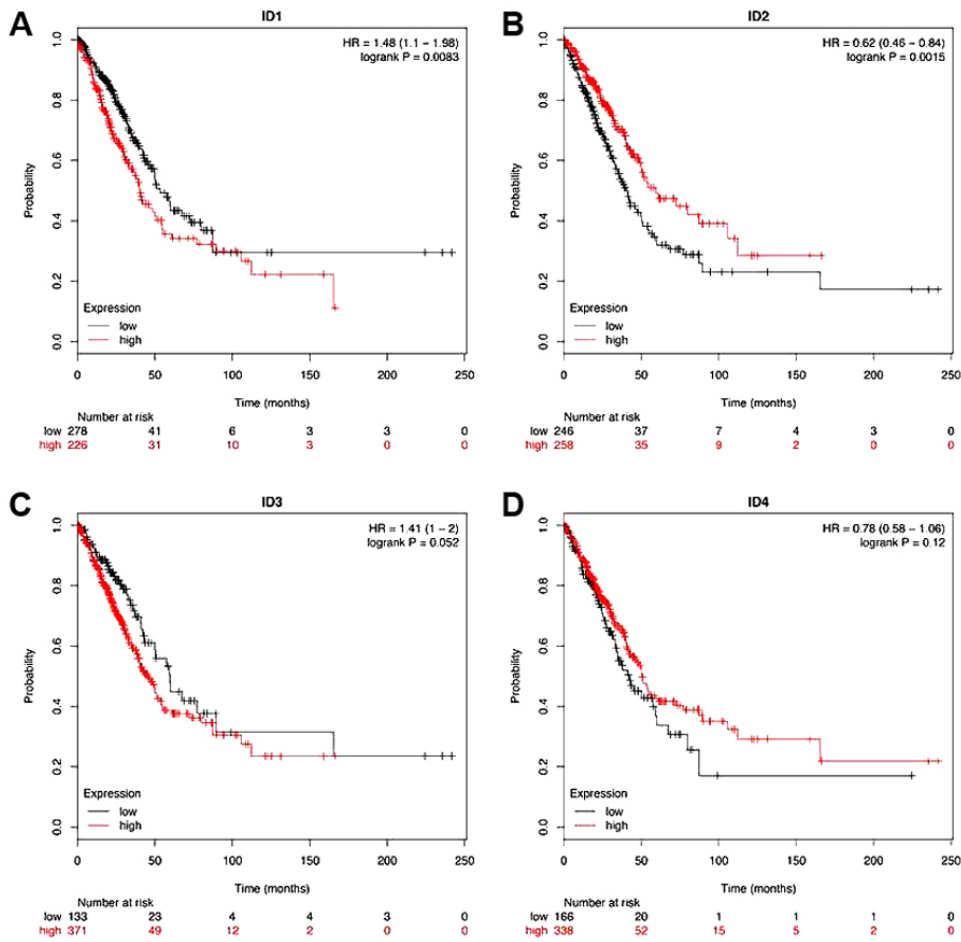 A
ID1
HR = 1.48 (1.1 – 1.98)
logrank P = 0.0083
Probability
1.0
0.8
0.6
0.4
0.2
0.0
Expression
low
high
0 50 100 150 200 250
Time (months)
Number at risk
low 278 41 6 3 3 0
high 226 31 10 3 0 0
B
ID2
HR = 0.62 (0.46 – 0.84)
logrank P = 0.0015
Probability
1.0
0.8
0.6
0.4
0.2
0.0
Expression
low
high
0 50 100 150 200 250
Time (months)
Number at risk
low 246 37 7 4 3 0
high 258 35 9 2 0 0
C
ID3
HR = 1.41 (1 – 2)
logrank P = 0.052
Probability
1.0
0.8
0.6
0.4
0.2
0.0
Expression
low
high
0 50 100 150 200 250
Time (months)
Number at risk
low 133 23 4 4 3 0
high 371 49 12 2 0 0
D
ID4
HR = 0.78 (0.58 – 1.06)
logrank P = 0.12
Probability
1.0
0.8
0.6
0.4
0.2
0.0
Expression
low
high
0 50 100 150 200 250
Time (months)
Number at risk
low 166 20 1 1 1 0
high 338 52 15 5 2 0